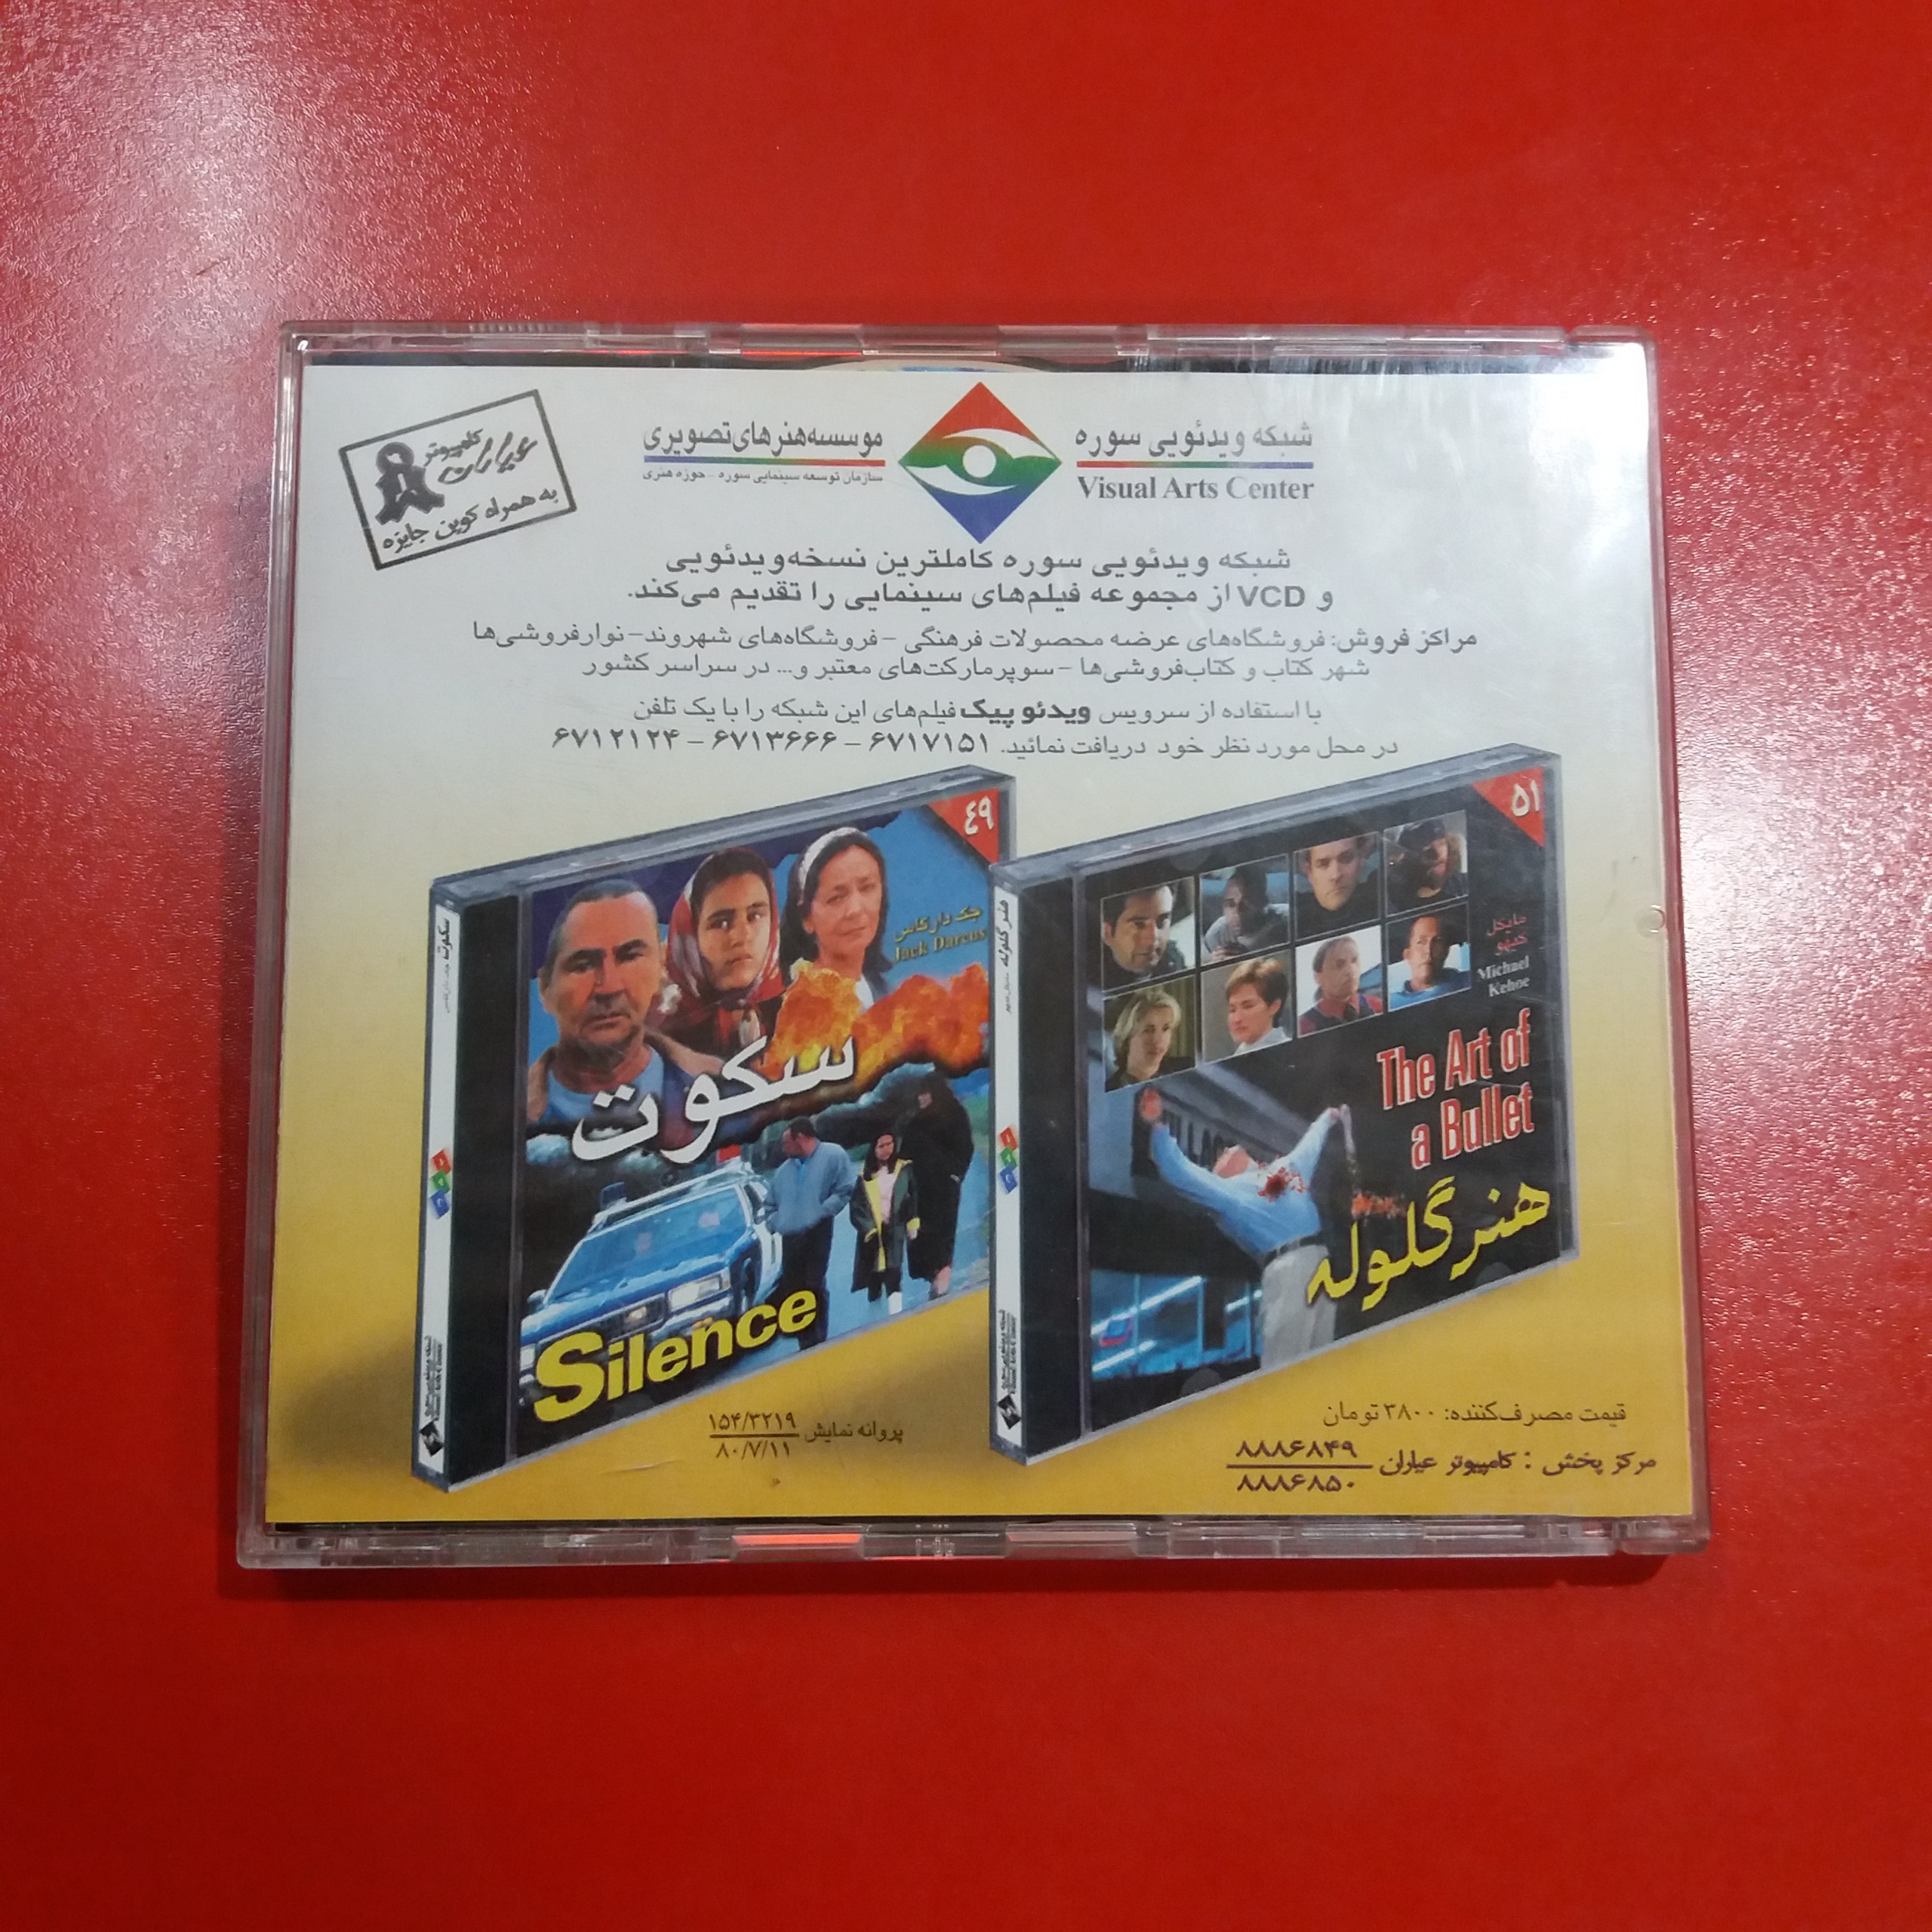 کامپیوتر
عیاران
به همراه کوپن جایزه
شبکه ویدئویی سوره
Visual Arts Center
موسسه هنرهای تصویری
سازمان توسعه سینمایی سوره - حوزه هنری
شبکه ویدئویی سوره کاملترین نسخه ویدئویی
و VCD از مجموعه فیلم‌های سینمایی را تقدیم می‌کند.
مراکز فروش: فروشگاه‌های عرضه محصولات فرهنگی - فروشگاه‌های شهروند - نوارفروشی‌ها
شهر کتاب و کتاب‌فروشی‌ها - سوپرمارکت‌های معتبر و... در سراسر کشور
با استفاده از سرویس ویدئو پیک فیلم‌های این شبکه را با یک تلفن
در محل مورد نظر خود دریافت نمائید. ۶۷۱۷۱۵۱ - ۶۷۱۳۶۶۶ - ۶۷۱۲۱۲۴
۵۱
مایکل
کیهو
Michael
Kehoe
The Art of
a Bullet
هنر گلوله
هنر گلوله
۴۹
جک دارکاس
Jack Darcus
سکوت
Silence
سکوت
قیمت مصرف‌کننده: ۳۸۰۰ تومان
مرکز پخش : کامپیوتر عیاران ۸۸۸۶۸۴۹
۸۸۸۶۸۵۰
پروانه نمایش ۱۵۴/۳۲۱۹
۸۰/۷/۱۱